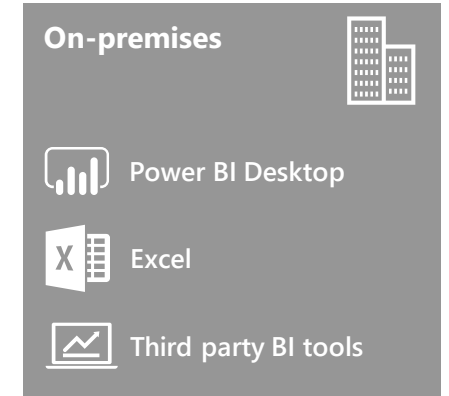 On-premises
Power BI Desktop
X
Excel
Third party BI tools